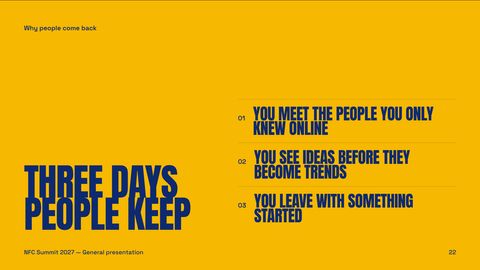 Why people come back
THREE DAYS
PEOPLE KEEP
01
YOU MEET THE PEOPLE YOU ONLY
KNEW ONLINE
02
YOU SEE IDEAS BEFORE THEY
BECOME TRENDS
03
YOU LEAVE WITH SOMETHING
STARTED
NFC Summit 2027 — General presentation
22